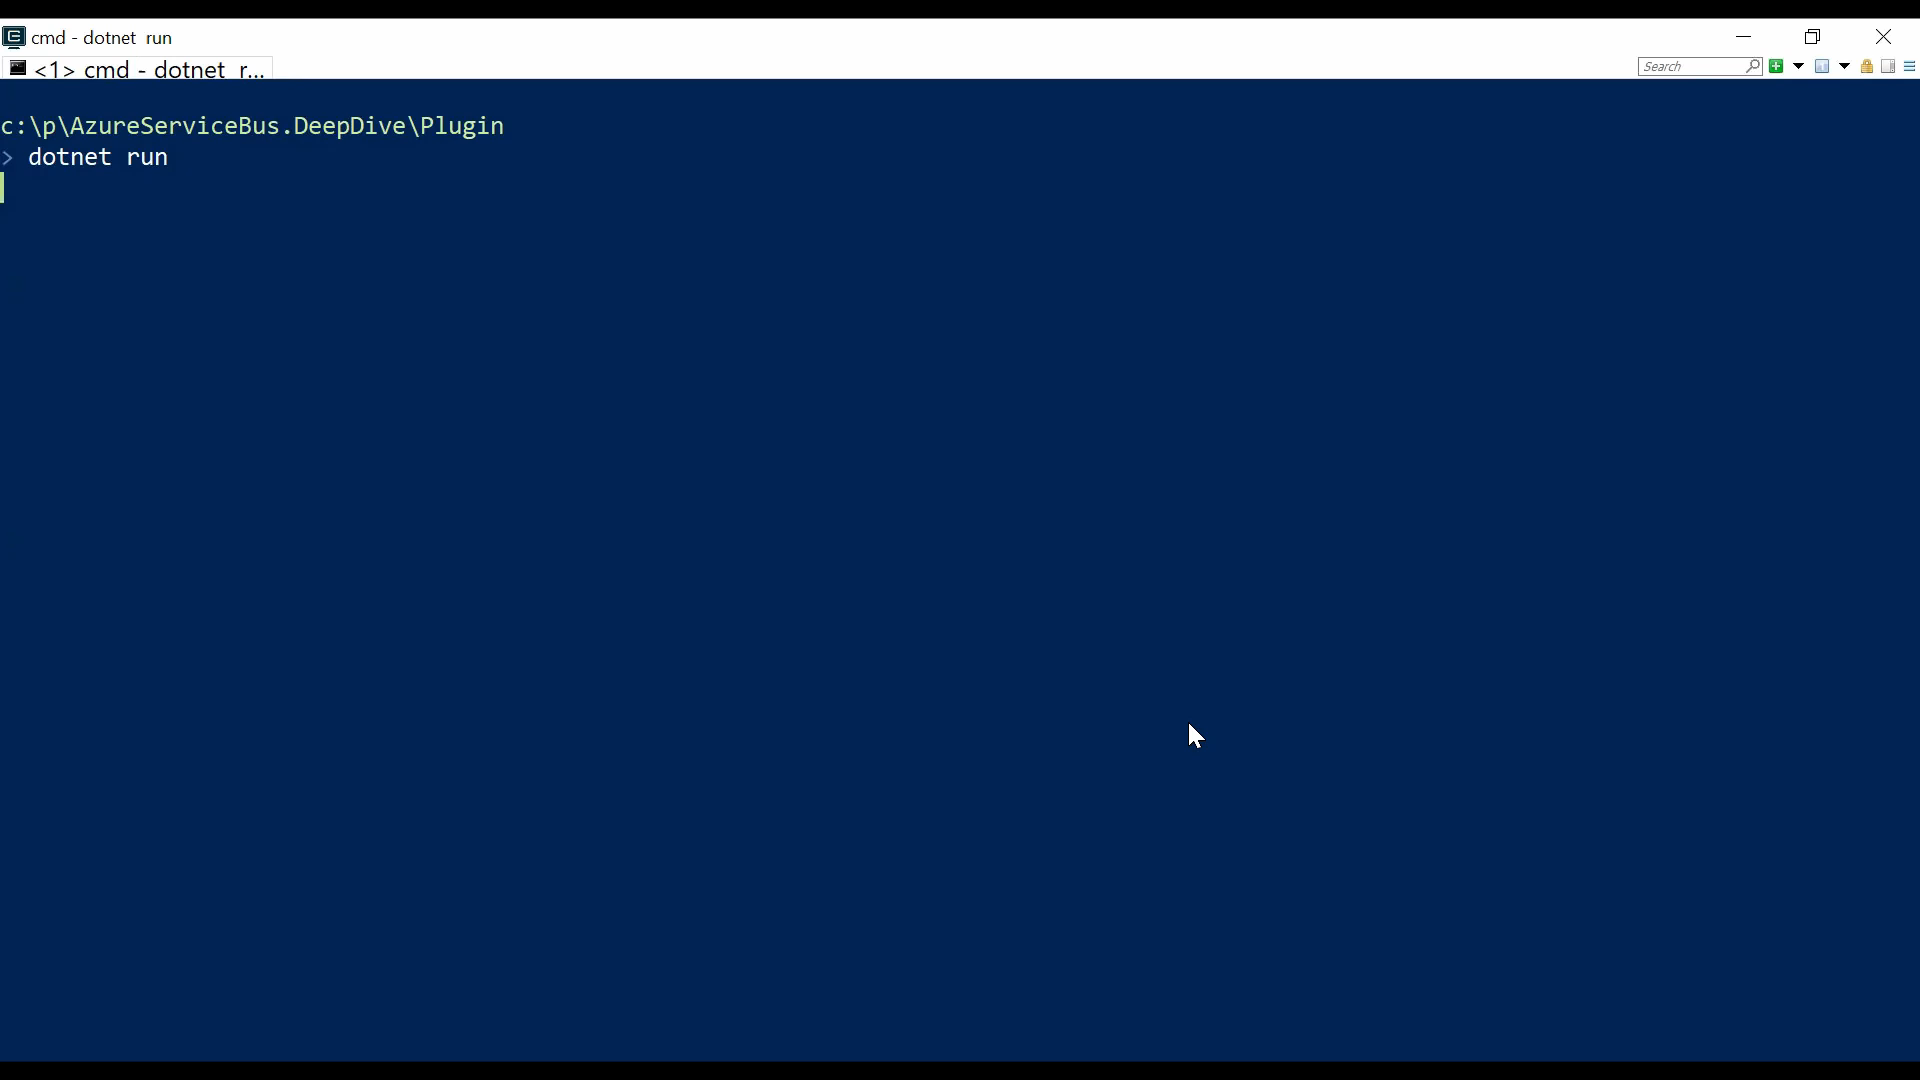 cmd - dotnet run
<1> cmd - dotnet r...
Search
c:\p\AzureServiceBus.DeepDive\Plugin
> dotnet run